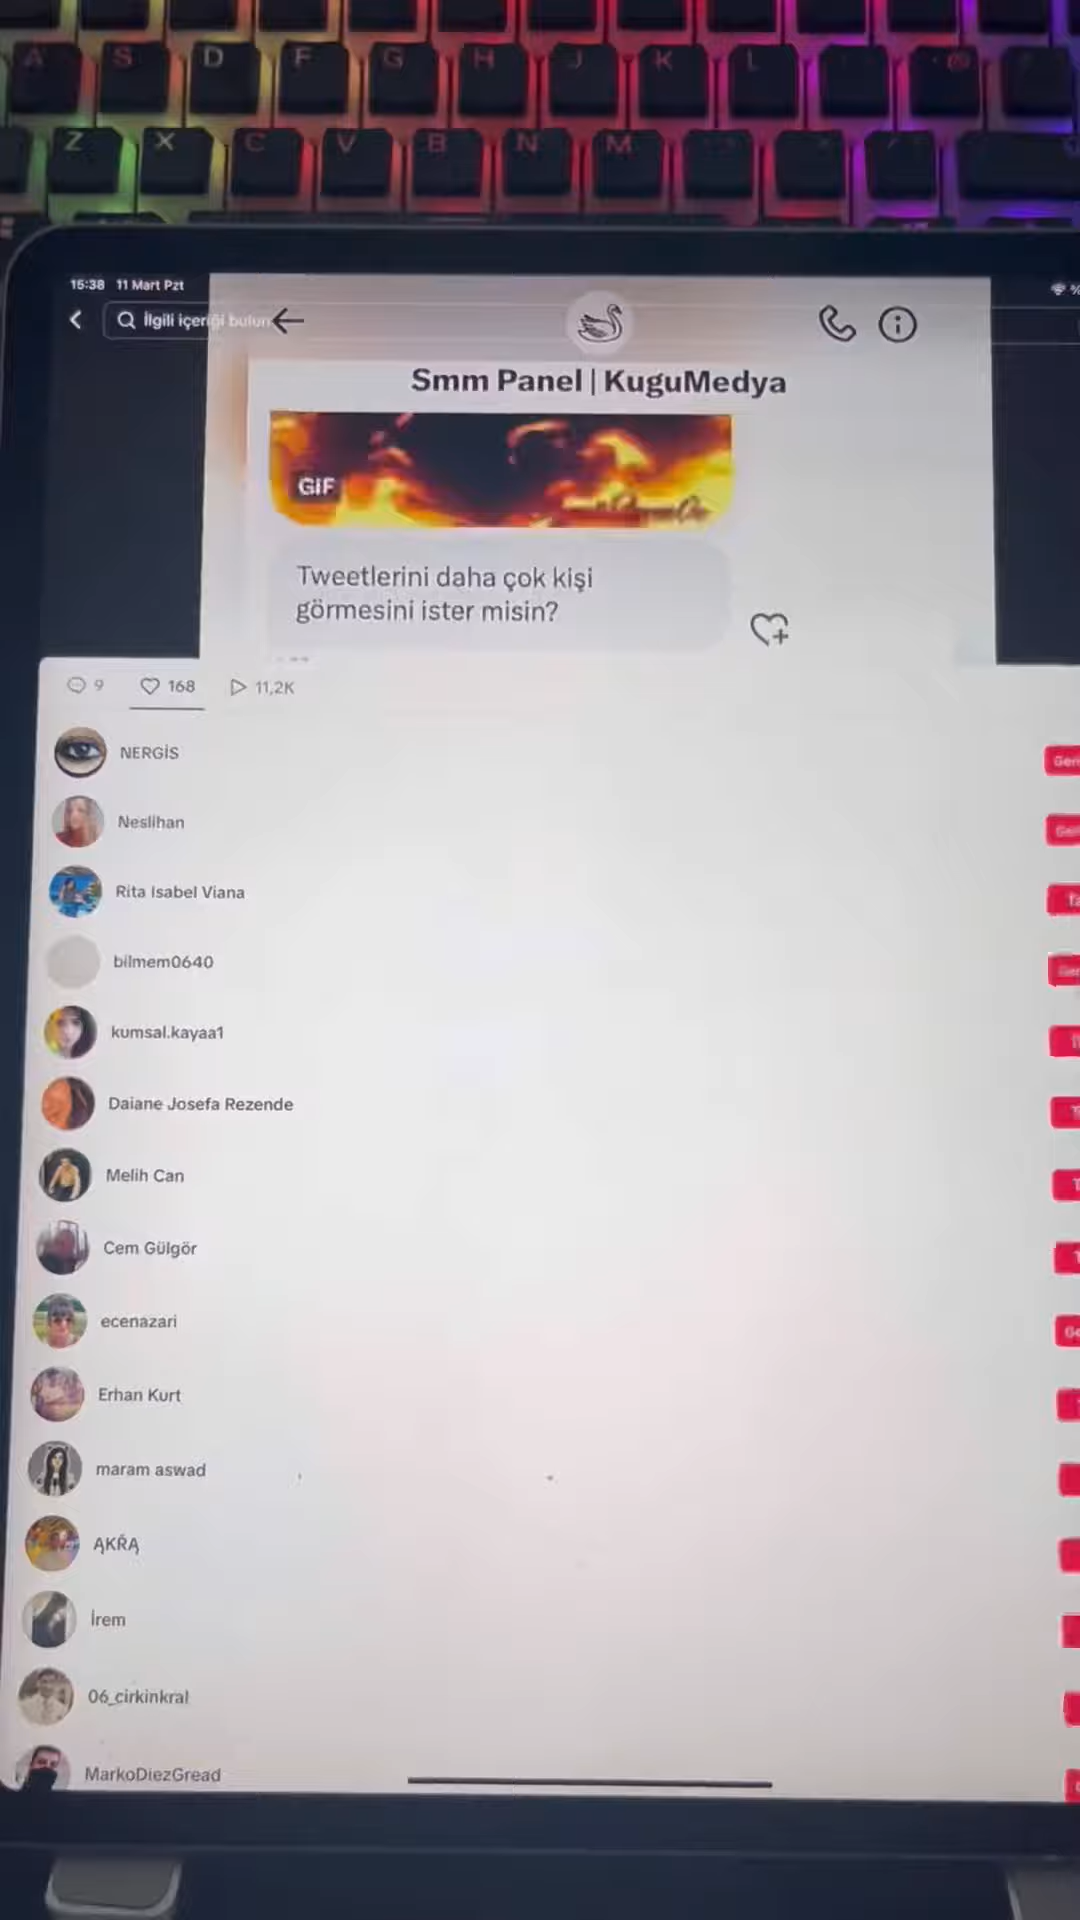 A S D F G H J K L
Z X C V B N M
15:38 11 Mart Pzt
İlgili içeriği bulun
Smm Panel | KuguMedya
GIF
Tweetlerini daha çok kişi
görmesini ister misin?
9 168 11,2K
NERGİS
Neslihan
Rita Isabel Viana
bilmem0640
kumsal.kayaa1
Daiane Josefa Rezende
Melih Can
Cem Gülgör
ecenazari
Erhan Kurt
maram aswad
ĄKŘĄ
İrem
06_cirkinkral
MarkoDiezGread